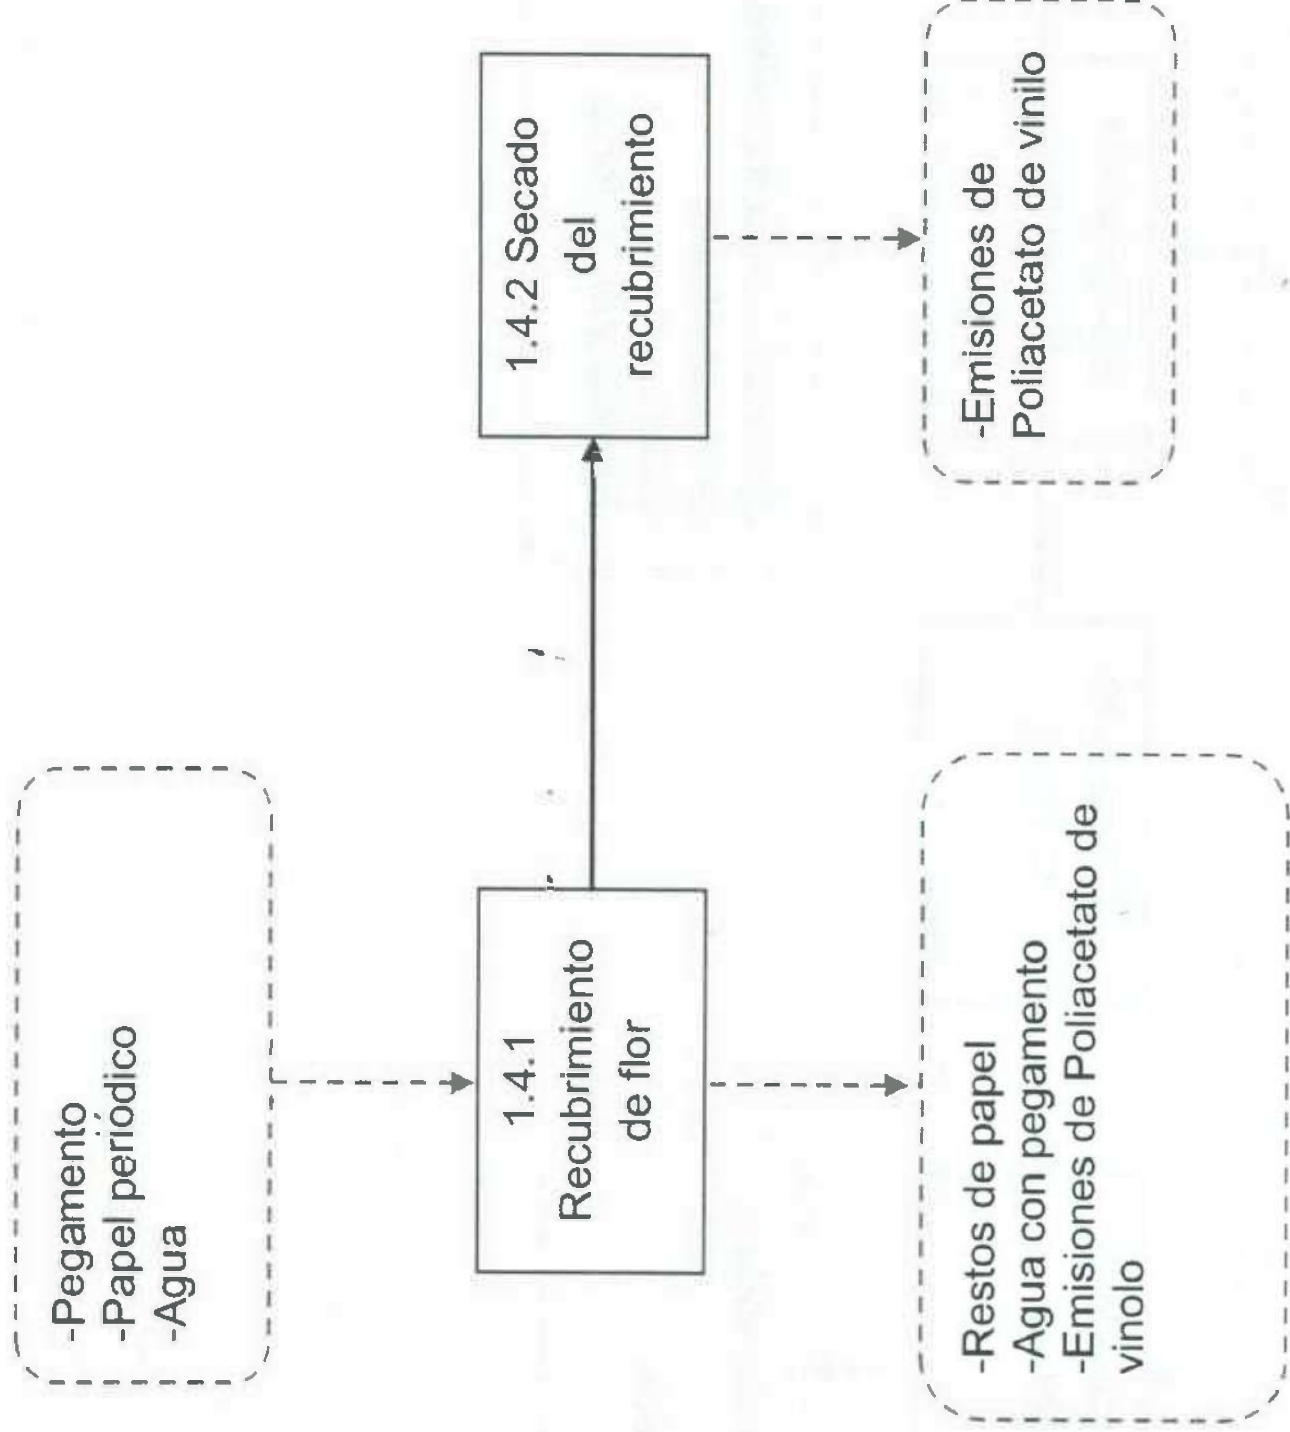 -Pegamento
-Papel periódico
-Agua
1.4.1
Recubrimiento
de flor
1.4.2 Secado
del
recubrimiento
-Restos de papel
-Agua con pegamento
-Emisiones de Poliacetato de
vinolo
-Emisiones de
Poliacetato de vinilo